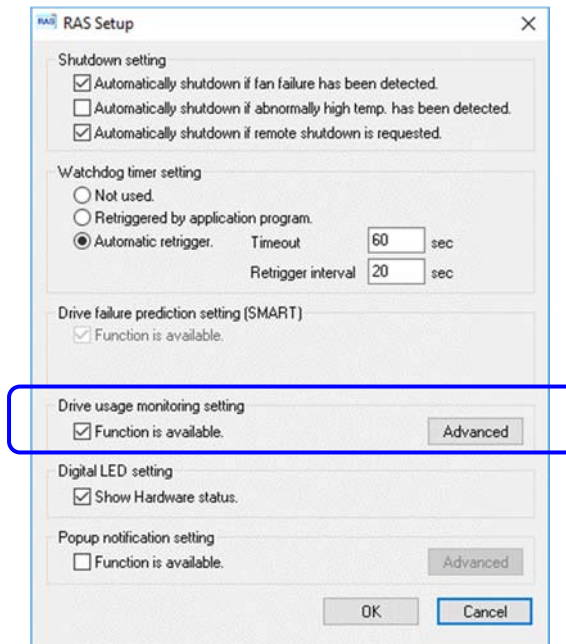 RAS RAS Setup
Shutdown setting
Automatically shutdown if fan failure has been detected.
Automatically shutdown if abnormally high temp. has been detected.
Automatically shutdown if remote shutdown is requested.
Watchdog timer setting
Not used.
Retriggered by application program.
Automatic retrigger. Timeout 60 sec
Retrigger interval 20 sec
Drive failure prediction setting (SMART)
Function is available.
Drive usage monitoring setting
Function is available. Advanced
Digital LED setting
Show Hardware status.
Popup notification setting
Function is available. Advanced
OK Cancel